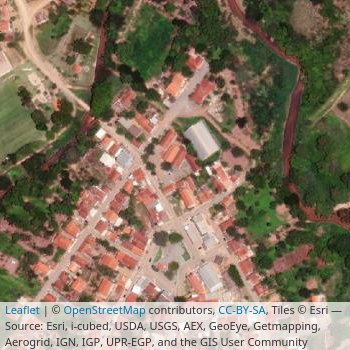 Leaflet | © OpenStreetMap contributors, CC-BY-SA, Tiles © Esri —
Source: Esri, i-cubed, USDA, USGS, AEX, GeoEye, Getmapping,
Aerogrid, IGN, IGP, UPR-EGP, and the GIS User Community